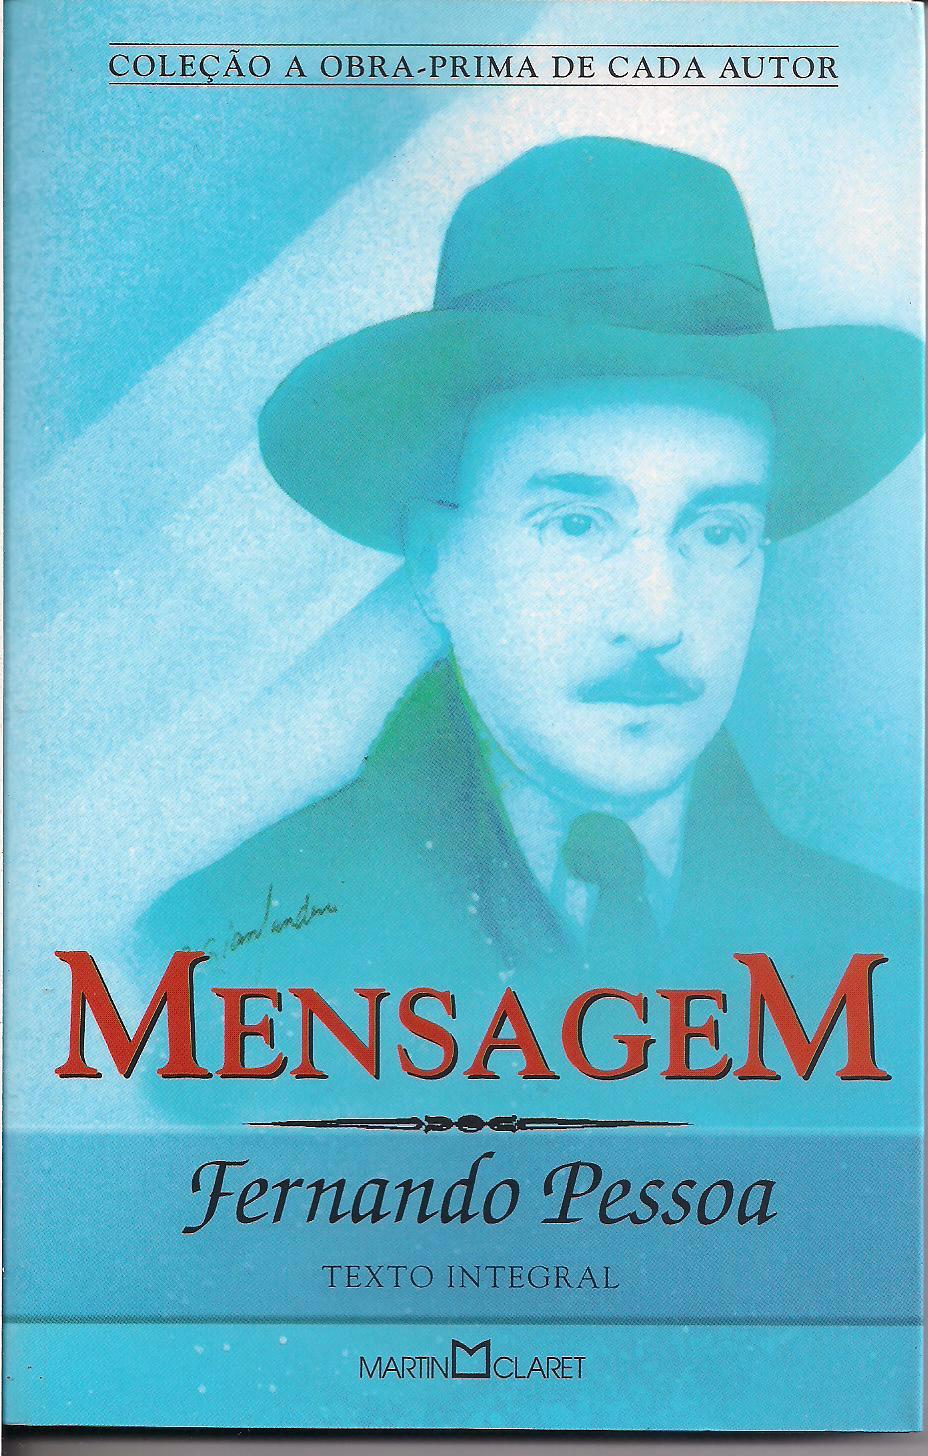 COLEÇÃO A OBRA-PRIMA DE CADA AUTOR
MENSAGEM
Fernando Pessoa
TEXTO INTEGRAL
MARTIN CLARET